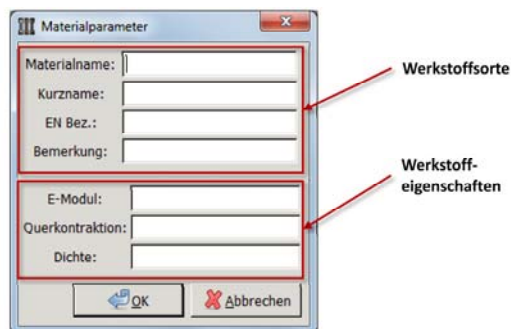 Materialparameter
Materialname:
Kurzname:
EN Bez.:
Bemerkung:
Werkstoffsorte
E-Modul:
Querkontraktion:
Dichte:
Werkstoff-
eigenschaften
OK
Abbrechen